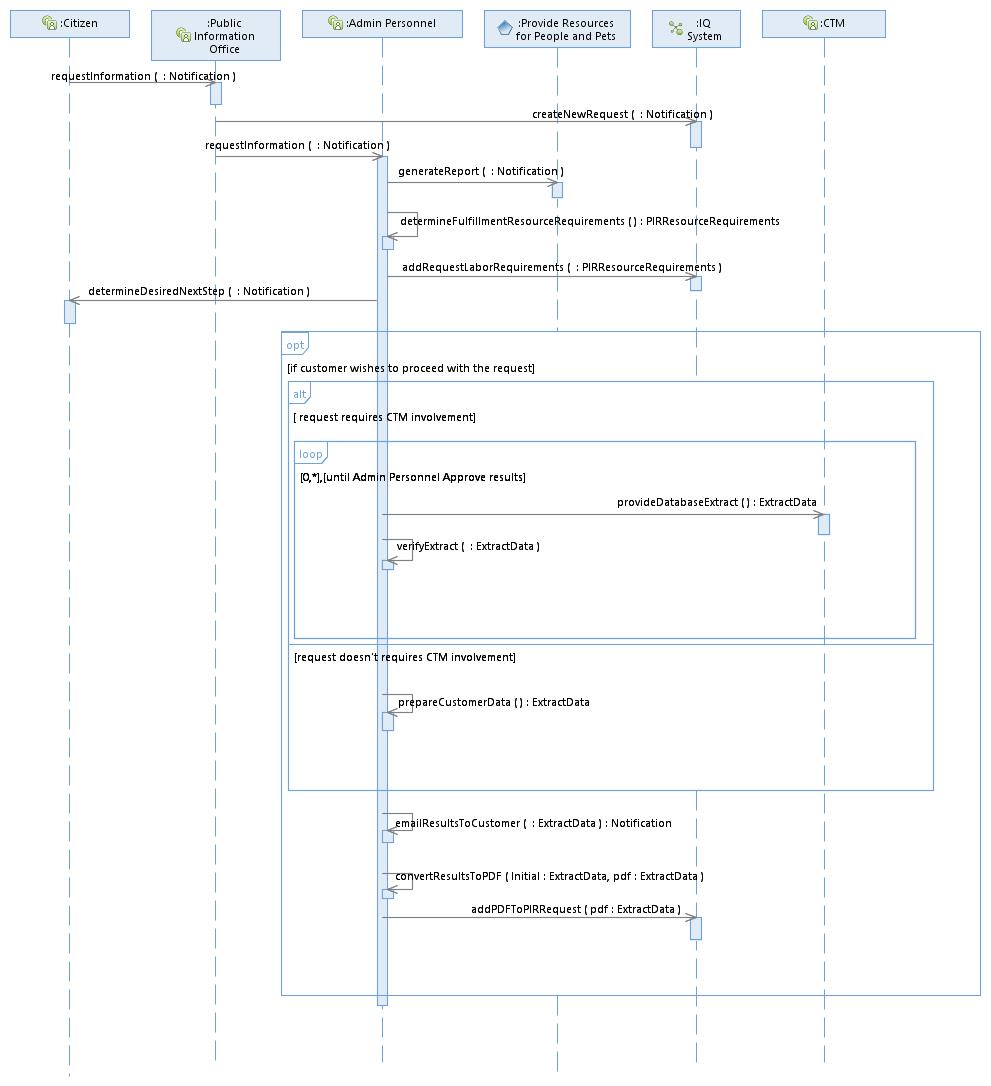 :Citizen
:Public
Information
Office
:Admin Personnel
:Provide Resources
for People and Pets
:IQ
System
:CTM
requestInformation ( : Notification )
createNewRequest ( : Notification )
requestInformation ( : Notification )
generateReport ( : Notification )
determineFulfillmentResourceRequirements ( ) : PIRResourceRequirements
addRequestLaborRequirements ( : PIRResourceRequirements )
determineDesiredNextStep ( : Notification )
opt
[if customer wishes to proceed with the request]
alt
[ request requires CTM involvement]
loop
[0,*],[until Admin Personnel Approve results]
provideDatabaseExtract ( ) : ExtractData
verifyExtract ( : ExtractData )
[request doesn't requires CTM involvement]
prepareCustomerData ( ) : ExtractData
emailResultsToCustomer ( : ExtractData ) : Notification
convertResultsToPDF ( Initial : ExtractData, pdf : ExtractData )
addPDFToPIRRequest ( pdf : ExtractData )